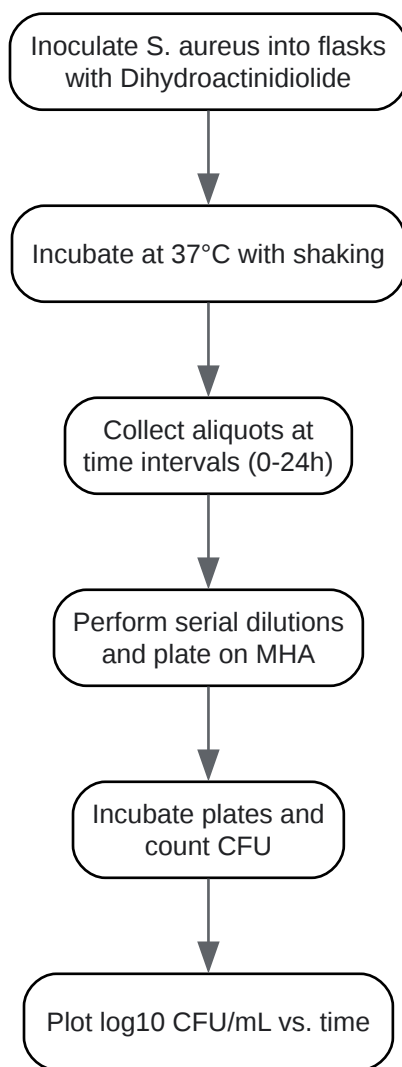 Inoculate S. aureus into flasks
with Dihydroactinidiolide
Incubate at 37°C with shaking
Collect aliquots at
time intervals (0-24h)
Perform serial dilutions
and plate on MHA
Incubate plates and
count CFU
Plot log10 CFU/mL vs. time